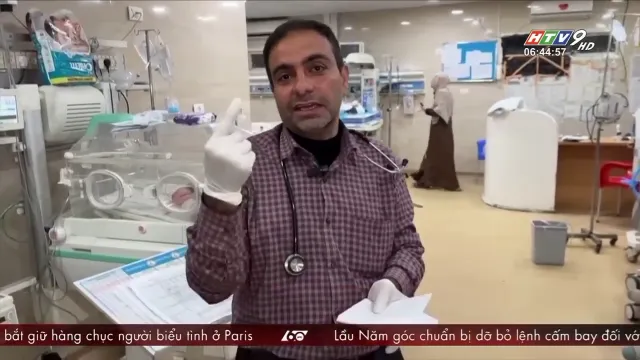 HTV9 HD
06:44:57
bắt giữ hàng chục người biểu tình ở Paris 60 Lầu Năm góc chuẩn bị dỡ bỏ lệnh cấm bay đối vớ